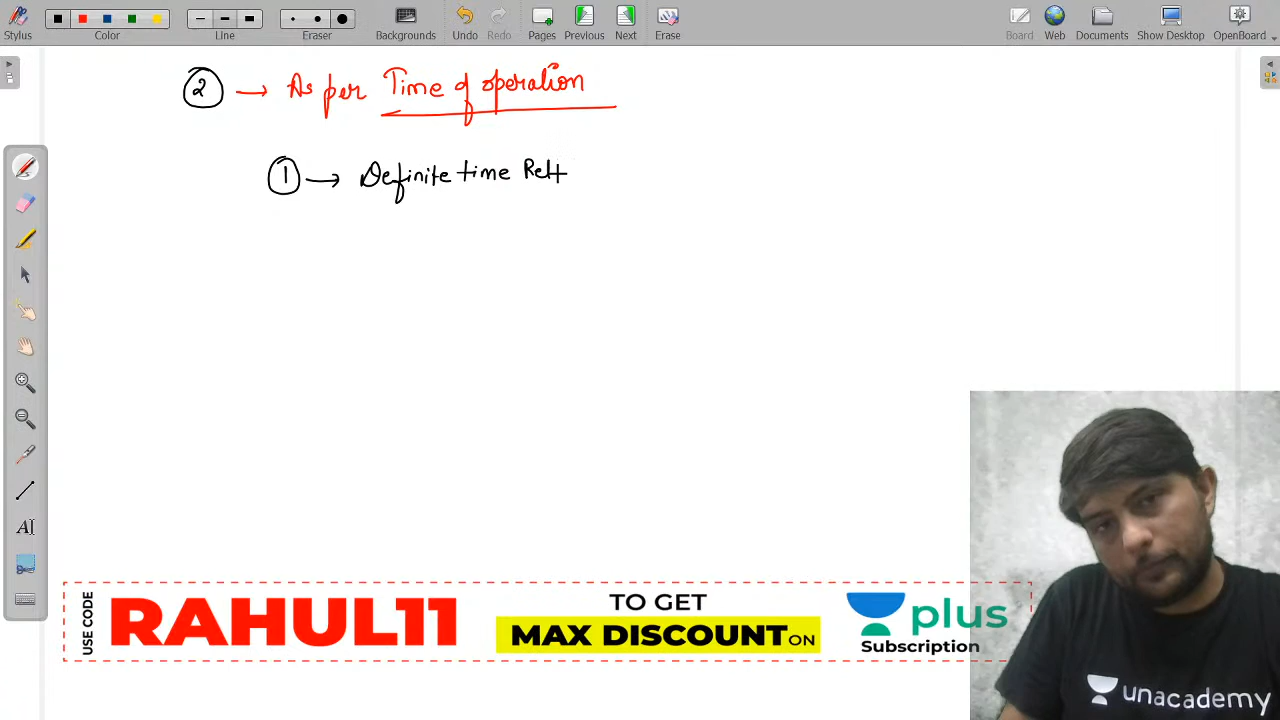 Stylus
Color
Line
Eraser
Backgrounds
Undo
Redo
Pages
Previous
Next
Erase
Board
Web
Documents
Show Desktop
OpenBoard
2 → As per Time of operation
1 → Definite time
USE CODE
RAHUL11
TO GET
MAX DISCOUNT ON
plus
Subscription
unacademy